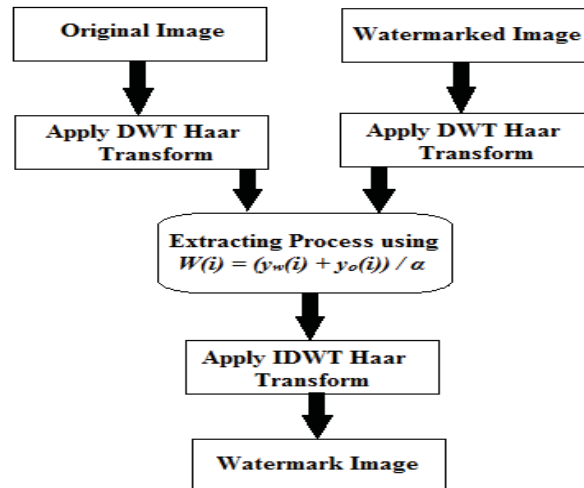 Original Image
Watermarked Image
Apply DWT Haar
Transform
Apply DWT Haar
Transform
Extracting Process using
W(i) = (yw(i) + yo(i)) / α
Apply IDWT Haar
Transform
Watermark Image